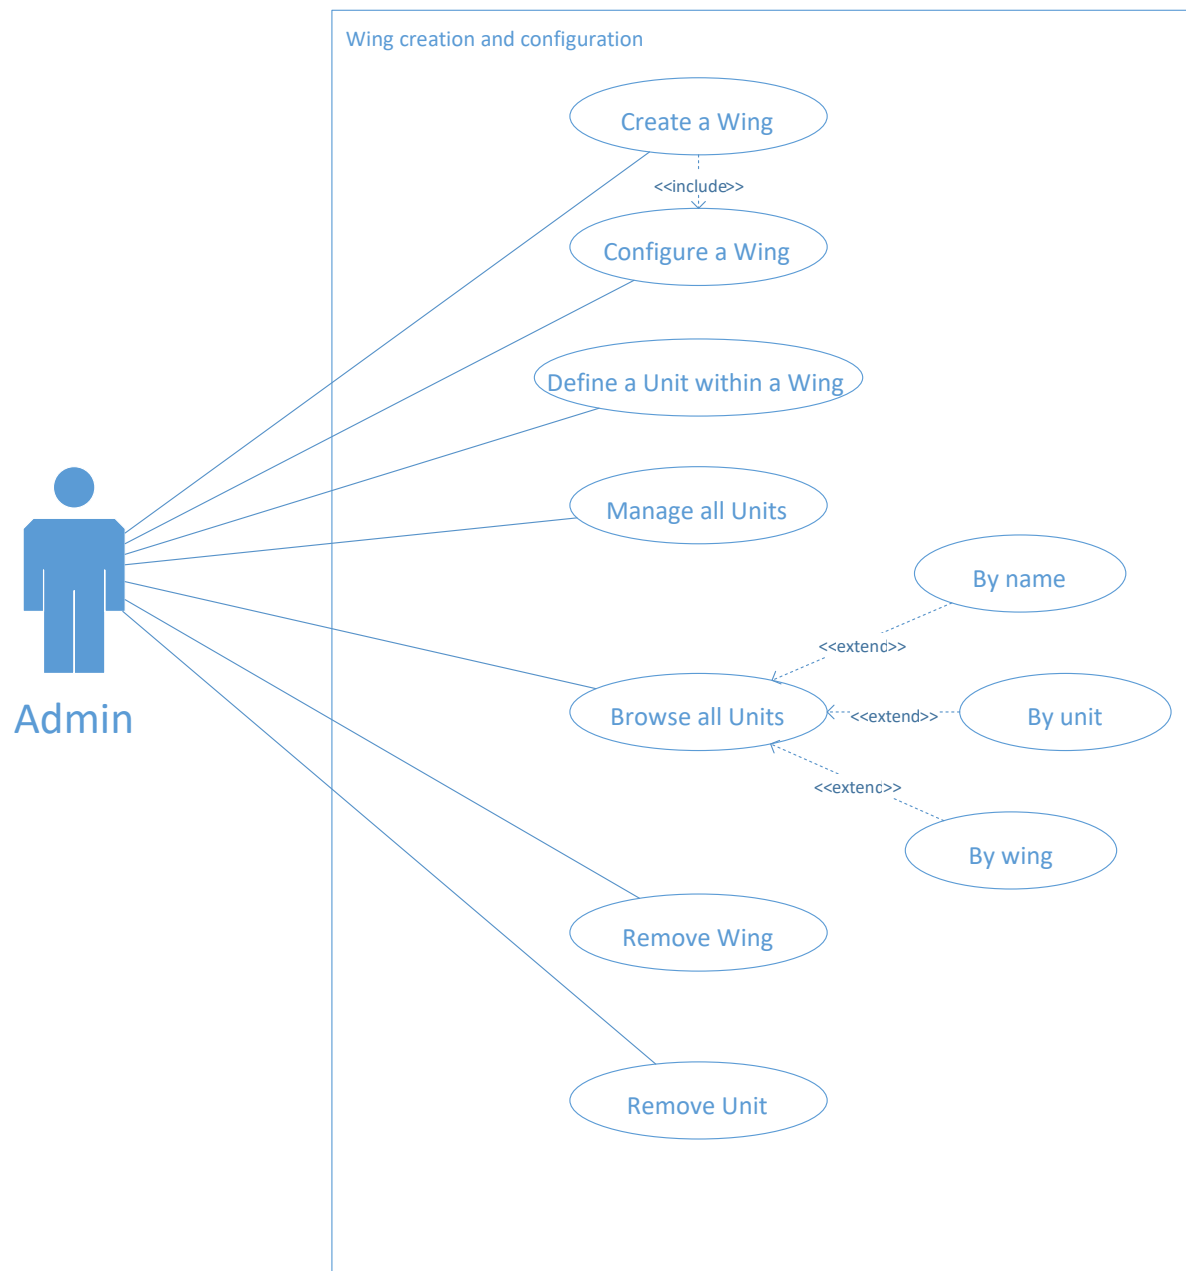 Wing creation and configuration
Create a Wing
<<include>>
Configure a Wing
Define a Unit within a Wing
Manage all Units
By name
<<extend>>
Admin
Browse all Units
<<extend>>
By unit
<<extend>>
By wing
Remove Wing
Remove Unit